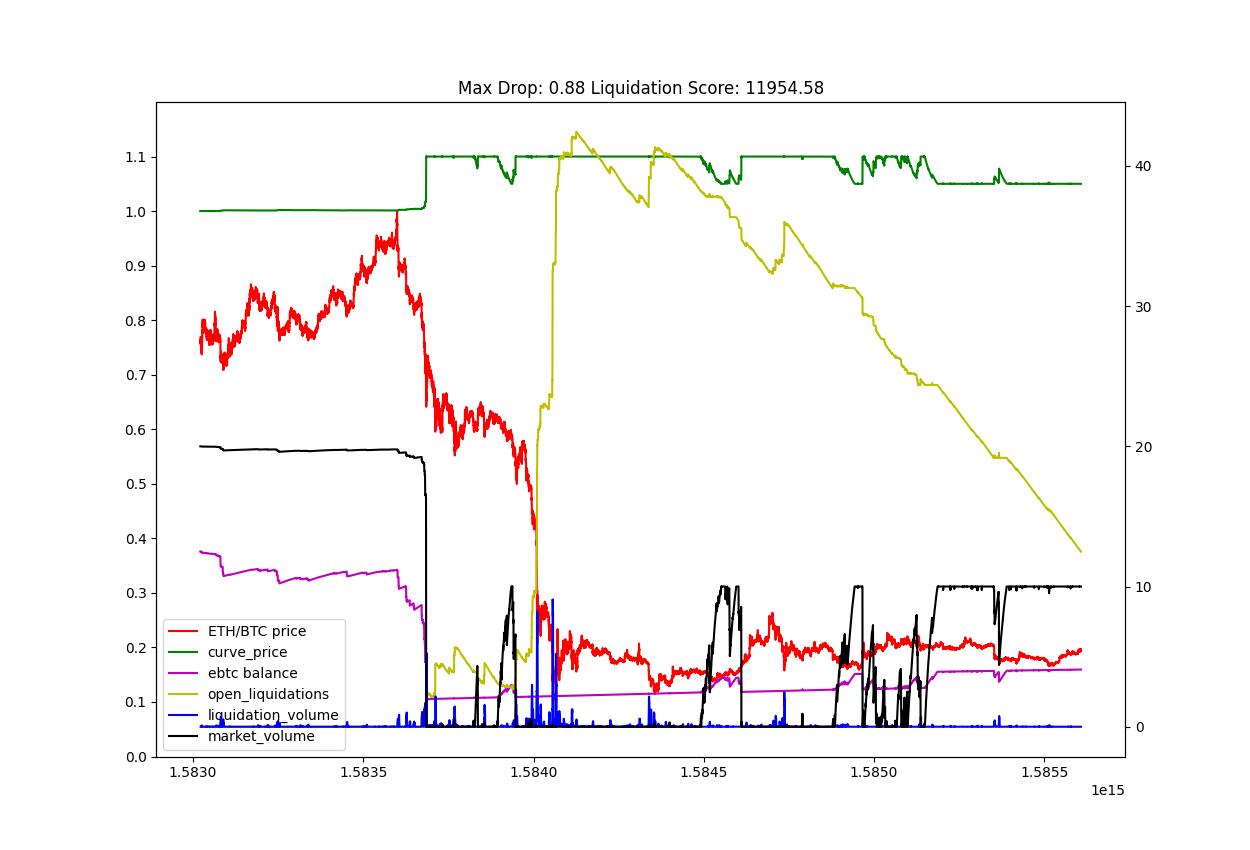 Max Drop: 0.88 Liquidation Score: 11954.58
1.1
1.0
0.9
0.8
0.7
0.6
0.5
0.4
0.3
0.2
0.1
0.0
40
30
20
10
0
ETH/BTC price
curve_price
ebtc balance
open_liquidations
liquidation_volume
market_volume
1.5830 1.5835 1.5840 1.5845 1.5850 1.5855
1e15